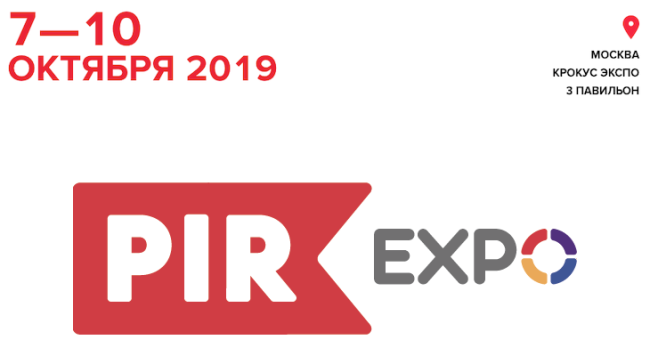 7—10
ОКТЯБРЯ 2019
МОСКВА
КРОКУС ЭКСПО
3 ПАВИЛЬОН
PIR EXPO